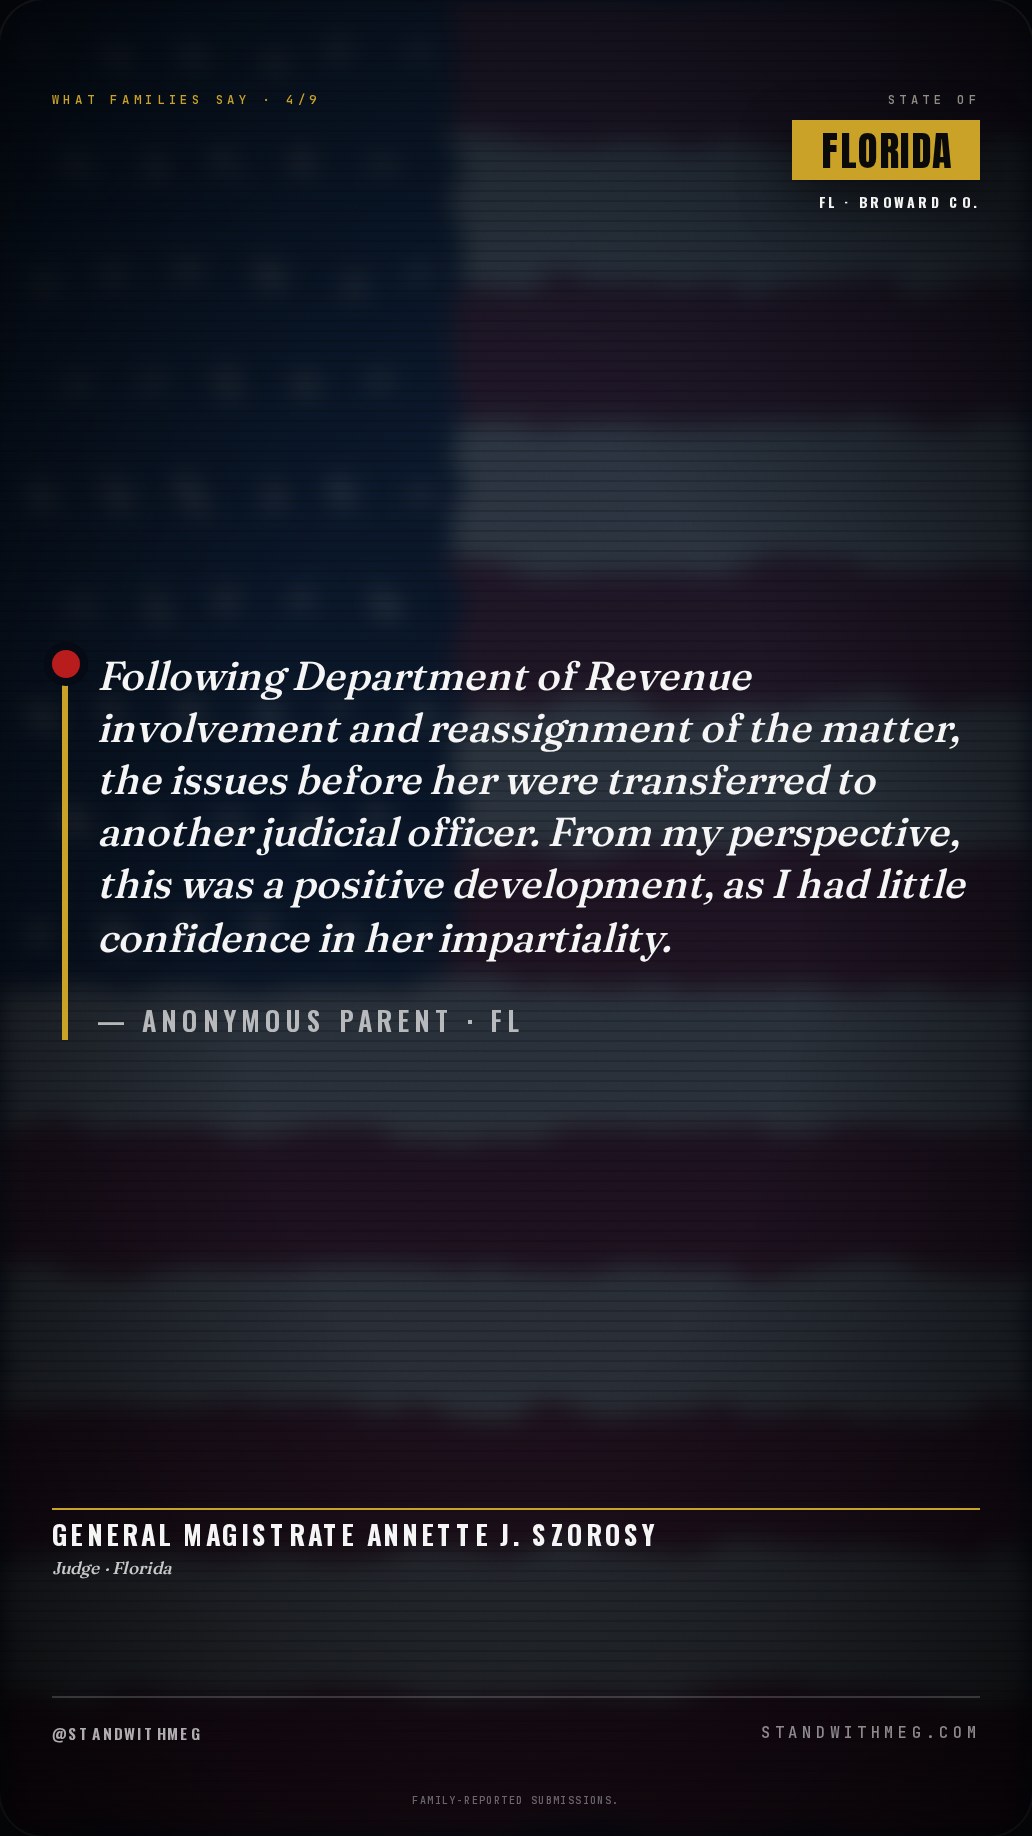 WHAT FAMILIES SAY · 4/9
STATE OF
FLORIDA
FL · BROWARD CO.
Following Department of Revenue
involvement and reassignment of the matter,
the issues before her were transferred to
another judicial officer. From my perspective,
this was a positive development, as I had little
confidence in her impartiality.
— ANONYMOUS PARENT · FL
GENERAL MAGISTRATE ANNETTE J. SZOROSY
Judge · Florida
@STANDWITHMEG
STANDWITHMEG.COM
FAMILY-REPORTED SUBMISSIONS.